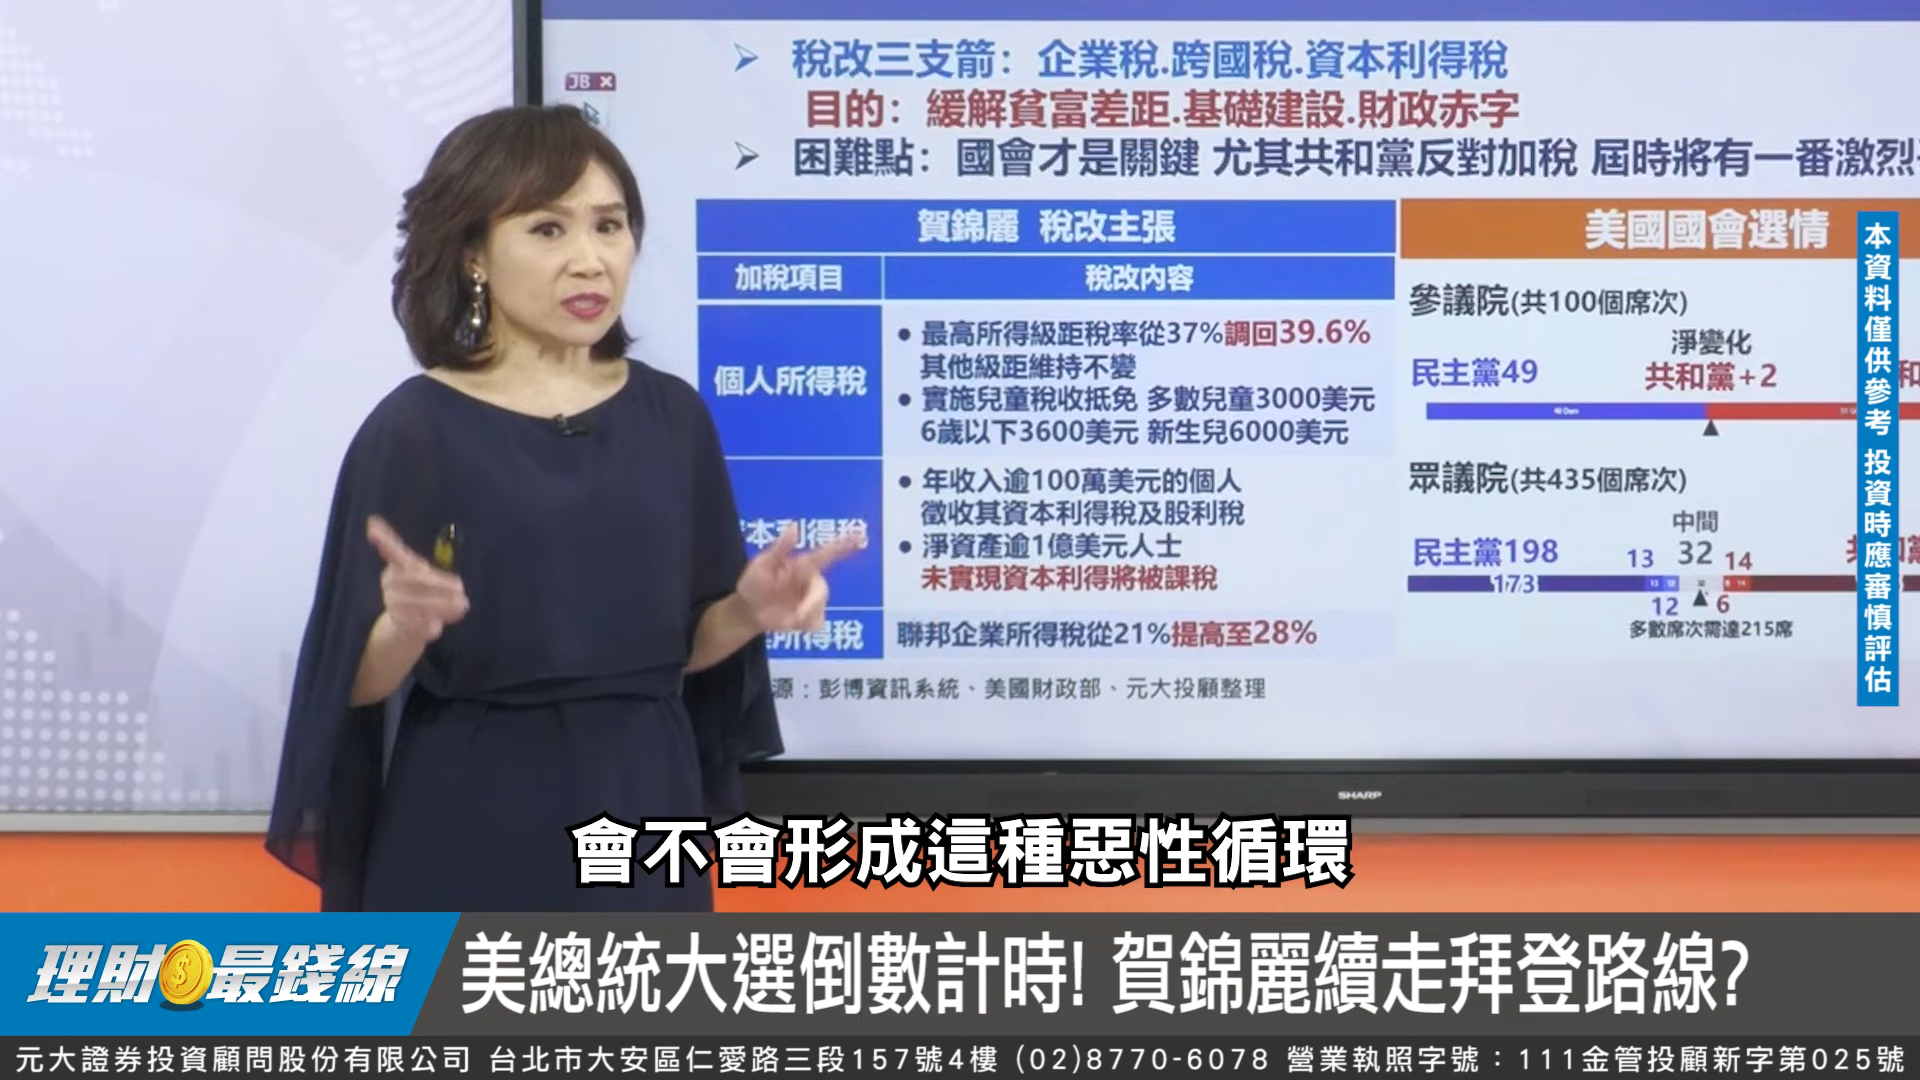 JB
稅改三支箭：企業稅.跨國稅.資本利得稅
目的：緩解貧富差距.基礎建設.財政赤字
困難點：國會才是關鍵 尤其共和黨反對加稅 屆時將有一番激烈
賀錦麗 稅改主張
加稅項目 稅改內容
個人所得稅
● 最高所得級距稅率從37%調回39.6%
其他級距維持不變
● 實施兒童稅收抵免 多數兒童3000美元
6歲以下3600美元 新生兒6000美元
本利得稅
● 年收入逾100萬美元的個人
徵收其資本利得稅及股利稅
● 淨資產逾1億美元人士
未實現資本利得將被課稅
所得稅
聯邦企業所得稅從21%提高至28%
源：彭博資訊系統、美國財政部、元大投顧整理
美國國會選情
參議院(共100個席次)
淨變化
民主黨49 共和黨+2
眾議院(共435個席次)
中間
民主黨198 13 32 14
173
12 6
多數席次需達215席
本資料僅供參考 投資時應審慎評估
SHARP
會不會形成這種惡性循環
理財最錢線
美總統大選倒數計時! 賀錦麗續走拜登路線?
元大證券投資顧問股份有限公司 台北市大安區仁愛路三段157號4樓 (02)8770-6078 營業執照字號：111金管投顧新字第025號